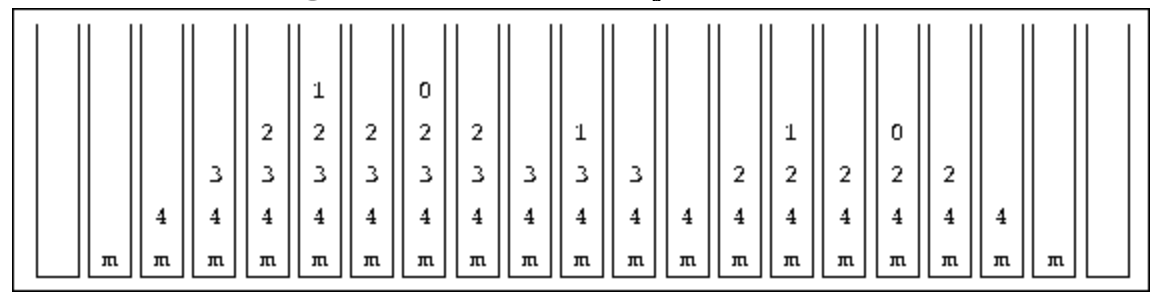 1 0
2 2 2 2 2 1 1 0
3 3 3 3 3 3 3 3 3 2 2 2 2 2
4 4 4 4 4 4 4 4 4 4 4 4 4 4 4 4 4
m m m m m m m m m m m m m m m m m m m